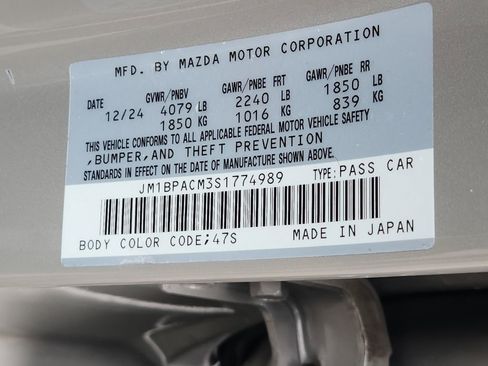 MFD. BY MAZDA MOTOR CORPORATION
DATE GVWR/PNBV GAWR/PNBE FRT GAWR/PNBE RR
12/24 4079 LB 2240 LB 1850 LB
1850 KG 1016 KG 839 KG
THIS VEHICLE CONFORMS TO ALL APPLICABLE FEDERAL MOTOR VEHICLE SAFETY
,BUMPER,AND THEFT PREVENTION
STANDARDS IN EFFECT ON THE DATE OF MANUFACTURE SHOWN ABOVE.
JM1BPACM3S1774989 TYPE:PASS CAR
BODY COLOR CODE;47S MADE IN JAPAN